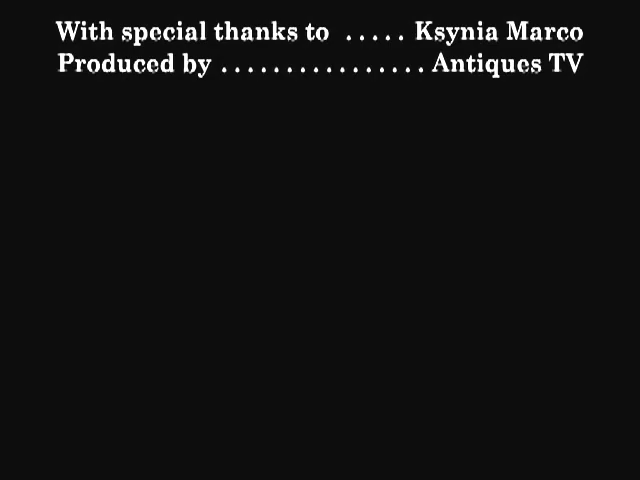 With special thanks to ..... Ksynia Marco
Produced by ................ Antiques TV